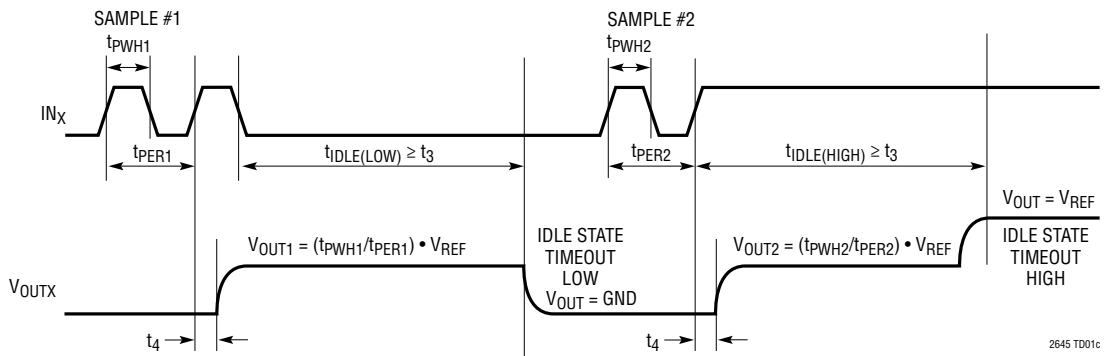 SAMPLE #1
SAMPLE #2
tPWH1
tPWH2
INX
tPER1
tIDLE(LOW) ≥ t3
tPER2
tIDLE(HIGH) ≥ t3
VOUT = VREF
VOUT1 = (tPWH1/tPER1) • VREF
IDLE STATE
TIMEOUT
LOW
VOUT = GND
VOUT2 = (tPWH2/tPER2) • VREF
IDLE STATE
TIMEOUT
HIGH
VOUTX
t4
t4
2645 TD01c